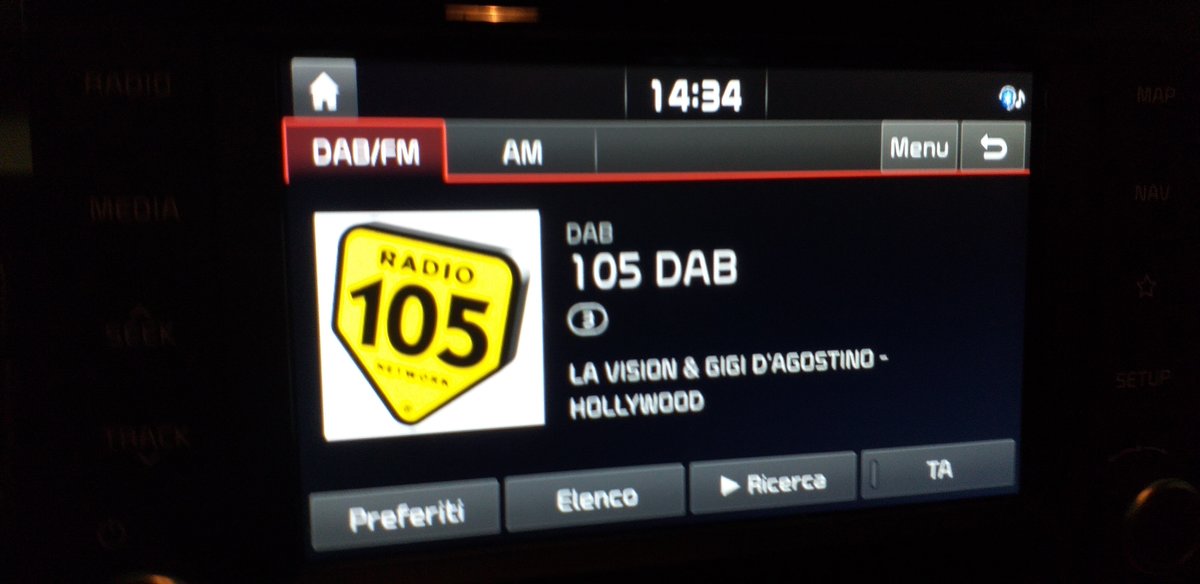 RADIO
MEDIA
SEEK
TRACK
14:34
DAB/FM
AM
Menu
RADIO
105
NETWORK
DAB
105 DAB
3
LA VISION & GIGI D'AGOSTINO -
HOLLYWOOD
Preferiti
Elenco
Ricerca
TA
MAP
NAV
SETUP